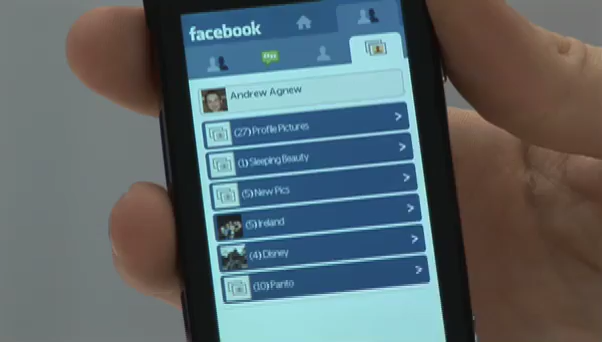 facebook
Andrew Agnew
(27) Profile Pictures
(1) Sleeping Beauty
(5) New Pics
(5) Ireland
(4) Disney
(10) Panto